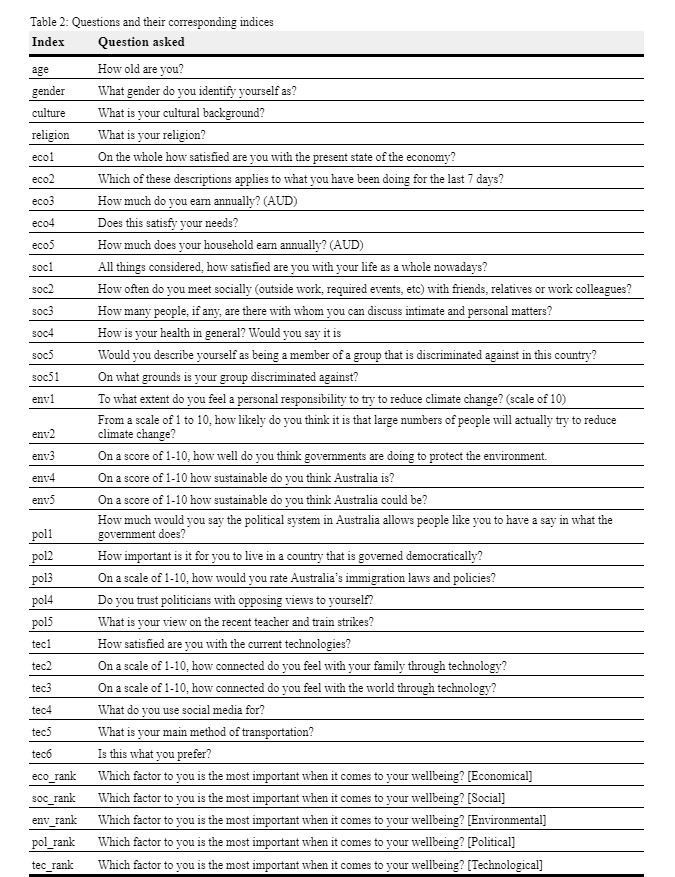 Table 2: Questions and their corresponding indices
Index Question asked
age How old are you?
gender What gender do you identify yourself as?
culture What is your cultural background?
religion What is your religion?
eco1 On the whole how satisfied are you with the present state of the economy?
eco2 Which of these descriptions applies to what you have been doing for the last 7 days?
eco3 How much do you earn annually? (AUD)
eco4 Does this satisfy your needs?
eco5 How much does your household earn annually? (AUD)
soc1 All things considered, how satisfied are you with your life as a whole nowadays?
soc2 How often do you meet socially (outside work, required events, etc) with friends, relatives or work colleagues?
soc3 How many people, if any, are there with whom you can discuss intimate and personal matters?
soc4 How is your health in general? Would you say it is
soc5 Would you describe yourself as being a member of a group that is discriminated against in this country?
soc51 On what grounds is your group discriminated against?
env1 To what extent do you feel a personal responsibility to try to reduce climate change? (scale of 10)
From a scale of 1 to 10, how likely do you think it is that large numbers of people will actually try to reduce
env2 climate change?
env3 On a score of 1-10, how well do you think governments are doing to protect the environment.
env4 On a score of 1-10 how sustainable do you think Australia is?
env5 On a score of 1-10 how sustainable do you think Australia could be?
How much would you say the political system in Australia allows people like you to have a say in what the
pol1 government does?
pol2 How important is it for you to live in a country that is governed democratically?
pol3 On a scale of 1-10, how would you rate Australia's immigration laws and policies?
pol4 Do you trust politicians with opposing views to yourself?
pol5 What is your view on the recent teacher and train strikes?
tec1 How satisfied are you with the current technologies?
tec2 On a scale of 1-10, how connected do you feel with your family through technology?
tec3 On a scale of 1-10, how connected do you feel with the world through technology?
tec4 What do you use social media for?
tec5 What is your main method of transportation?
tec6 Is this what you prefer?
eco_rank Which factor to you is the most important when it comes to your wellbeing? [Economical]
soc_rank Which factor to you is the most important when it comes to your wellbeing? [Social]
env_rank Which factor to you is the most important when it comes to your wellbeing? [Environmental]
pol_rank Which factor to you is the most important when it comes to your wellbeing? [Political]
tec_rank Which factor to you is the most important when it comes to your wellbeing? [Technological]